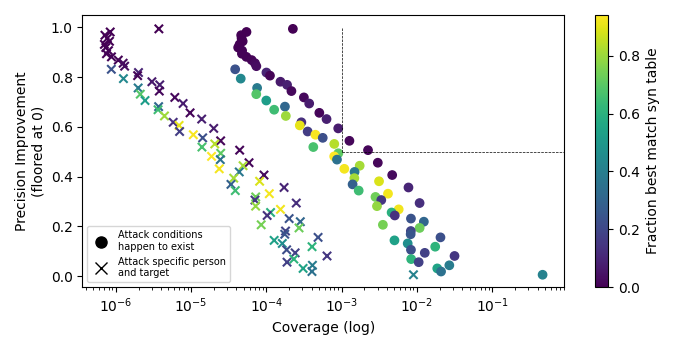 Precision Improvement
(floored at 0)
1.0
0.8
0.6
0.4
0.2
0.0
Attack conditions
happen to exist
Attack specific person
and target
10⁻⁶
10⁻⁵
10⁻⁴
10⁻³
10⁻²
10⁻¹
Coverage (log)
0.8
0.6
0.4
0.2
0.0
Fraction best match syn table